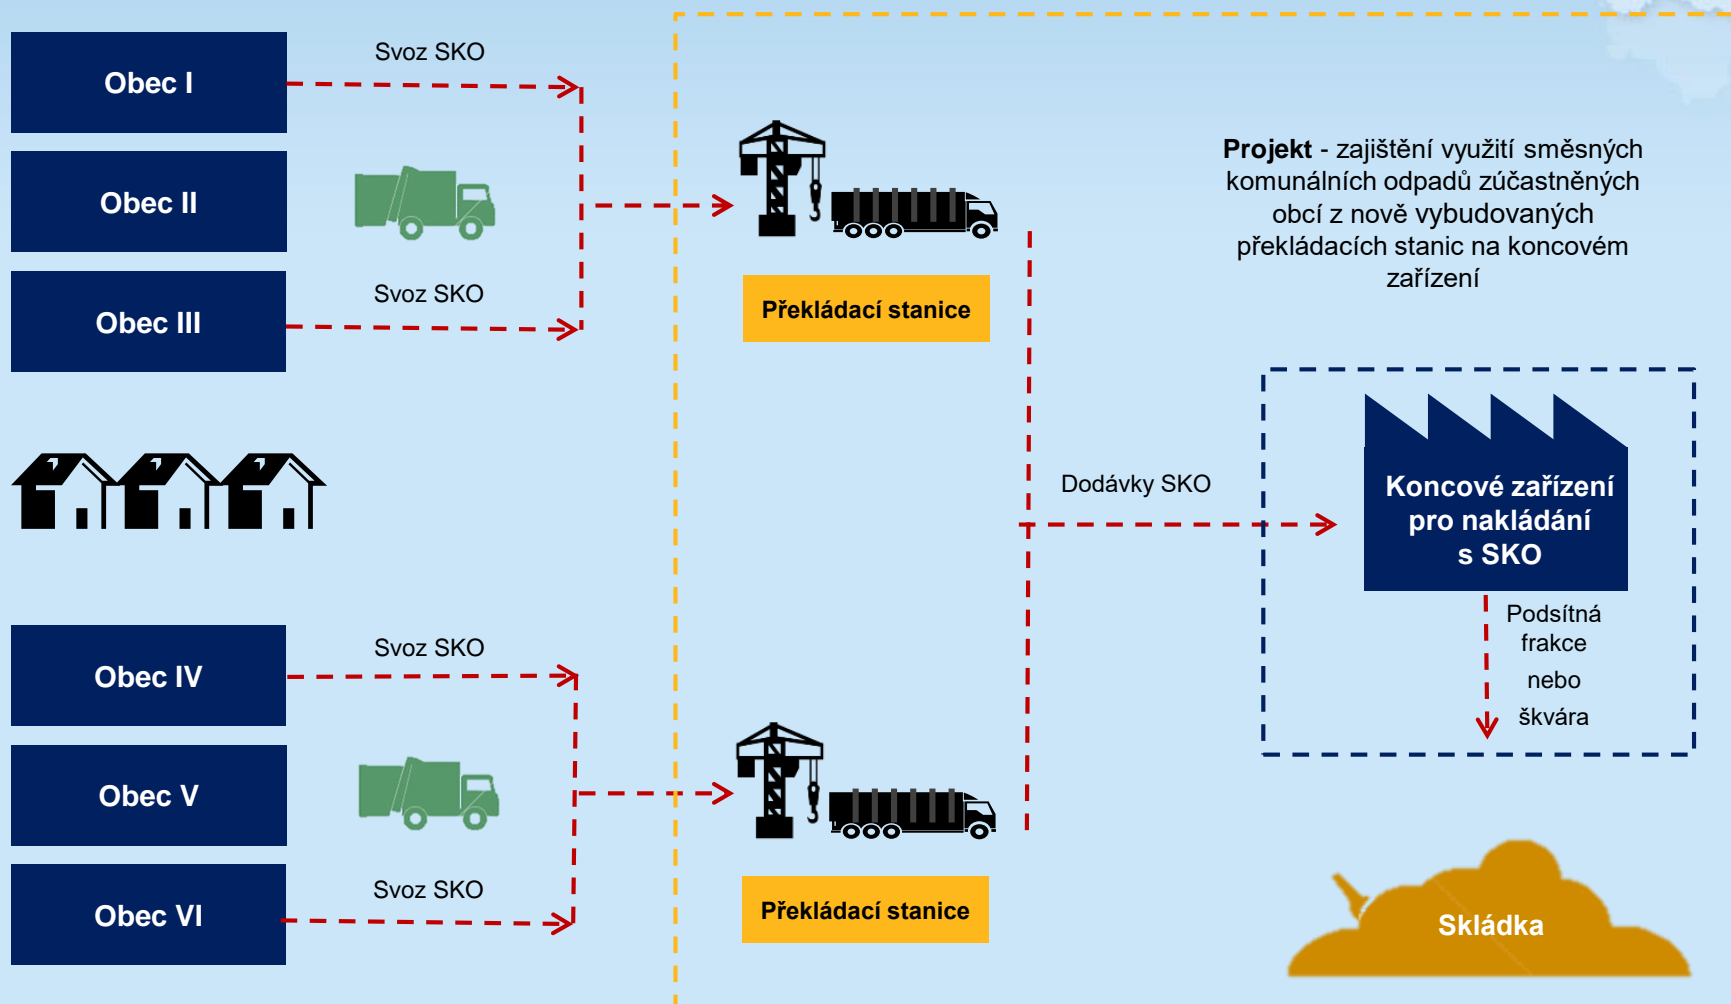 Obec I
Svoz SKO
Obec II
Obec III
Svoz SKO
Překládací stanice
Projekt - zajištění využití směsných
komunálních odpadů zúčastněných
obcí z nově vybudovaných
překládacích stanic na koncovém
zařízení
Dodávky SKO
Koncové zařízení
pro nakládání
s SKO
Podsítná
frakce
nebo
škvára
Obec IV
Svoz SKO
Obec V
Obec VI
Svoz SKO
Překládací stanice
Skládka